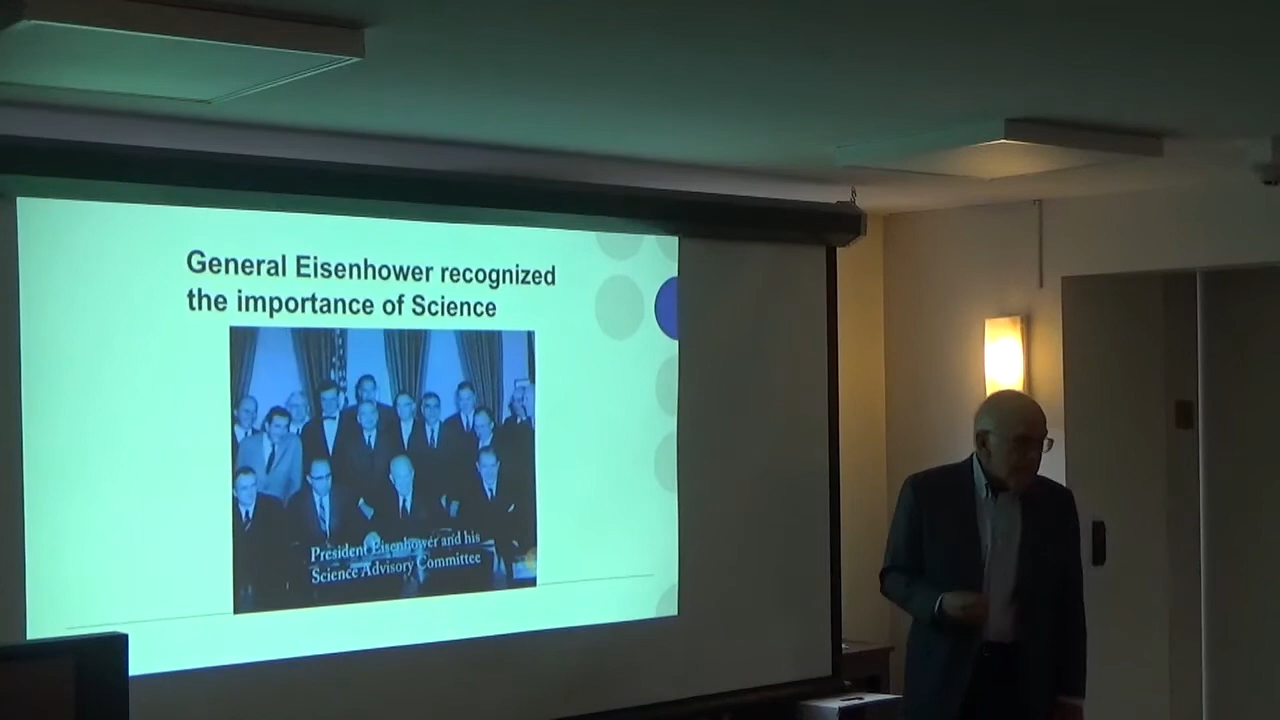 General Eisenhower recognized
the importance of Science
President Eisenhower and his
Science Advisory Committee